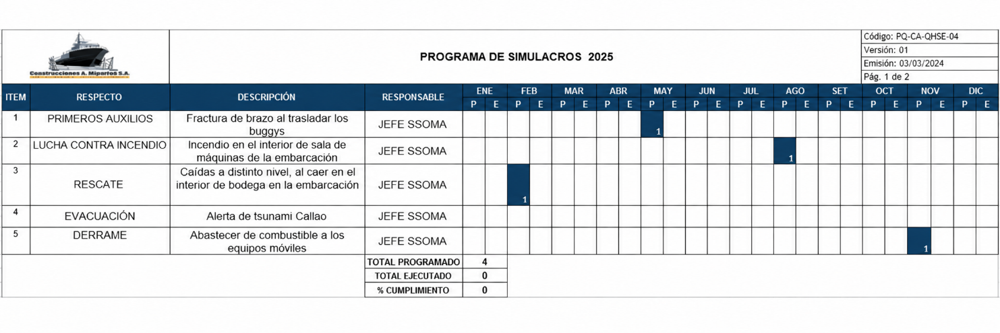 Construcciones A. Mipartos S.A.
PROGRAMA DE SIMULACROS 2025
Código: PQ-CA-QHSE-04
Versión: 01
Emisión: 03/03/2024
Pág. 1 de 2
ITEM RESPECTO DESCRIPCIÓN RESPONSABLE ENE FEB MAR ABR MAY JUN JUL AGO SET OCT NOV DIC
P E P E P E P E P E P E P E P E P E P E P E P E
1 PRIMEROS AUXILIOS Fractura de brazo al trasladar los
buggys JEFE SSOMA 1
2 LUCHA CONTRA INCENDIO Incendio en el interior de sala de
máquinas de la embarcación JEFE SSOMA 1
3 RESCATE Caídas a distinto nivel, al caer en el
interior de bodega en la embarcación JEFE SSOMA 1
4 EVACUACIÓN Alerta de tsunami Callao JEFE SSOMA
5 DERRAME Abastecer de combustible a los
equipos móviles JEFE SSOMA 1
TOTAL PROGRAMADO 4
TOTAL EJECUTADO 0
% CUMPLIMIENTO 0